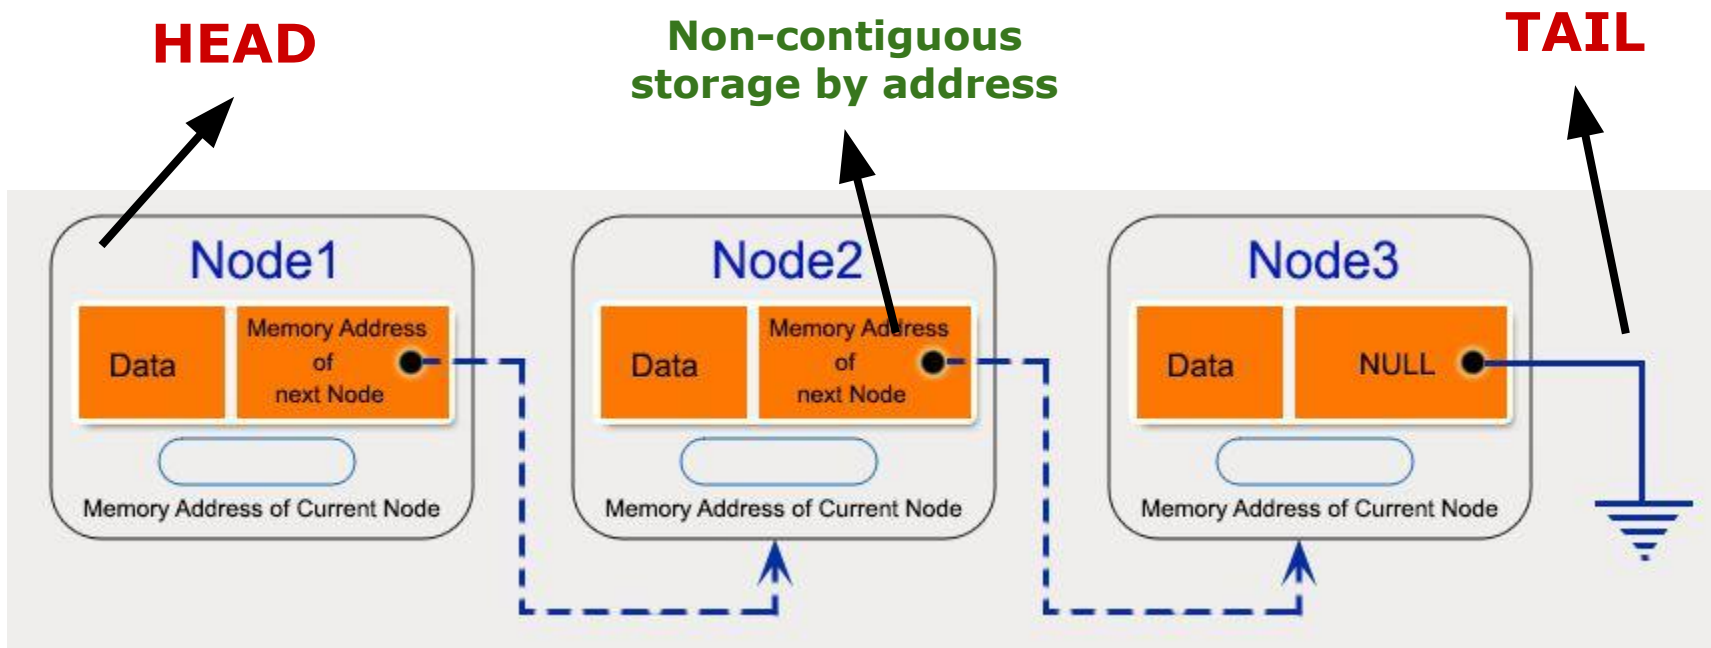 HEAD
Non-contiguous
storage by address
TAIL
Node1
Data
Memory Address
of
next Node
Memory Address of Current Node
Node2
Data
Memory Address
of
next Node
Memory Address of Current Node
Node3
Data
NULL
Memory Address of Current Node